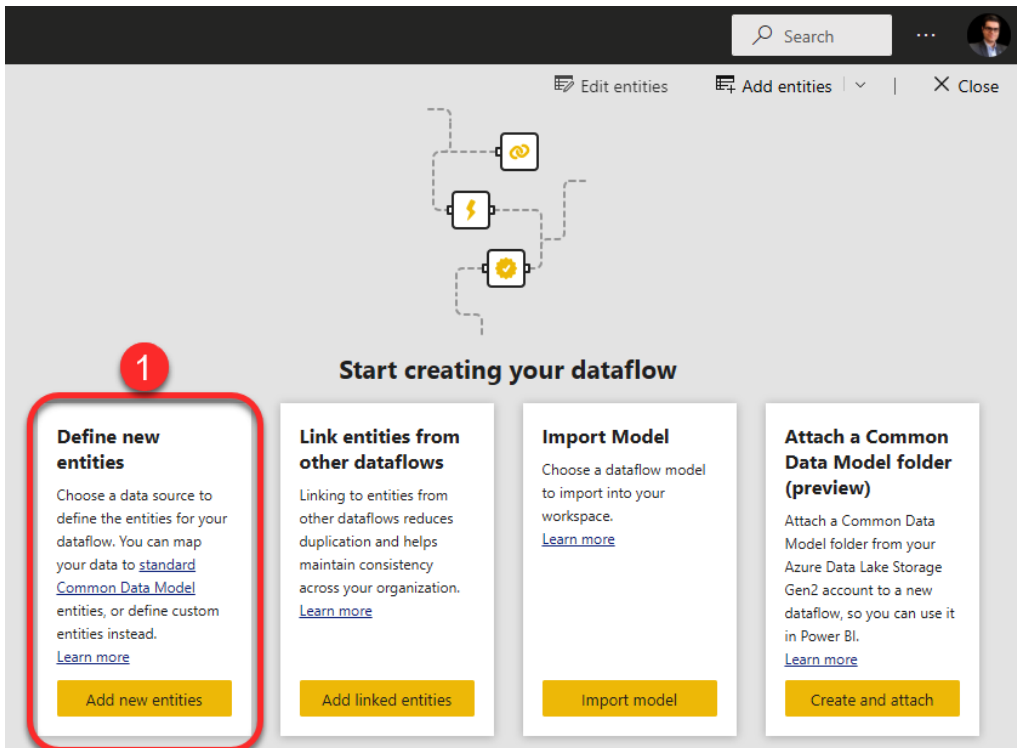 Search
Edit entities
Add entities
Close
1
Start creating your dataflow
Define new
entities
Choose a data source to
define the entities for your
dataflow. You can map
your data to standard
Common Data Model
entities, or define custom
entities instead.
Learn more
Add new entities
Link entities from
other dataflows
Linking to entities from
other dataflows reduces
duplication and helps
maintain consistency
across your organization.
Learn more
Add linked entities
Import Model
Choose a dataflow model
to import into your
workspace.
Learn more
Import model
Attach a Common
Data Model folder
(preview)
Attach a Common Data
Model folder from your
Azure Data Lake Storage
Gen2 account to a new
dataflow, so you can use it
in Power BI.
Learn more
Create and attach